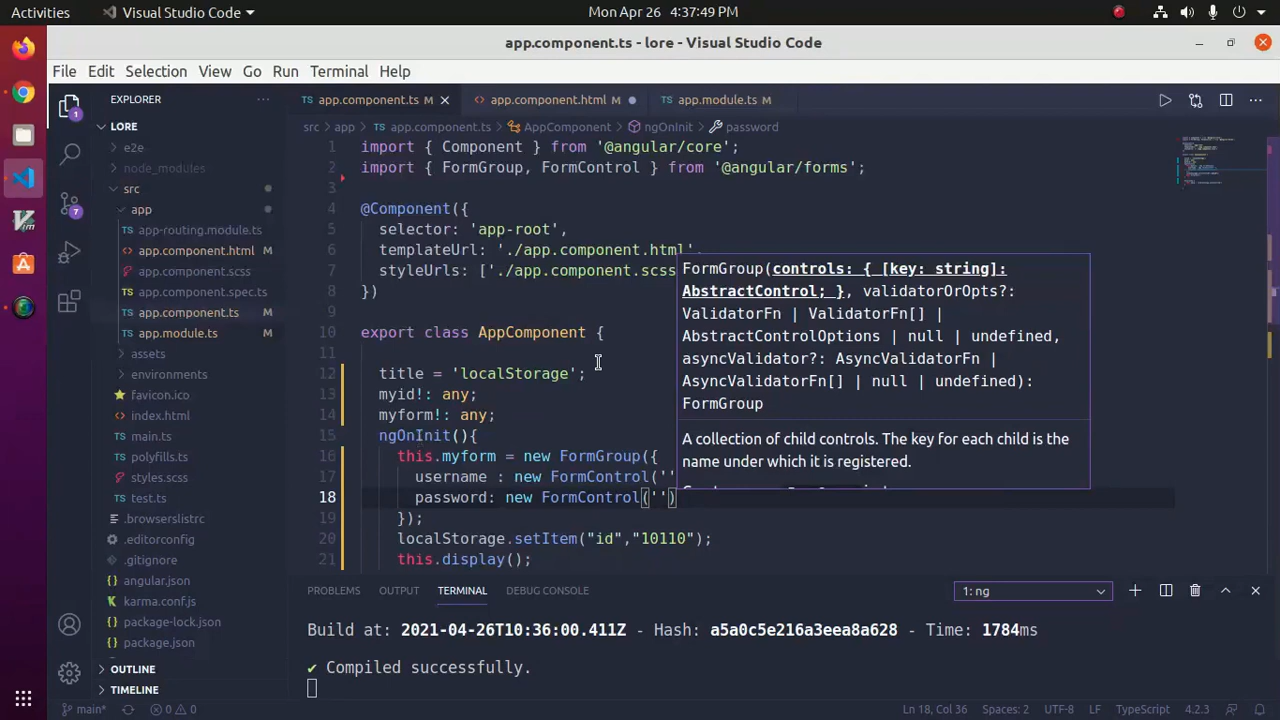 Activities
Visual Studio Code
Mon Apr 26 4:37:49 PM
app.component.ts - lore - Visual Studio Code
File Edit Selection View Go Run Terminal Help
EXPLORER
TS app.component.ts M
<> app.component.html
TS app.module.ts M
LORE
src > app > TS app.component.ts > AppComponent > ngOnInit > password
e2e
node_modules
src
app
app-routing.module.ts
app.component.html M
app.component.scss
app.component.spec.ts
app.component.ts M
app.module.ts M
assets
environments
favicon.ico
index.html
main.ts
polyfills.ts
styles.scss
test.ts
.browserslistrc
.editorconfig
.gitignore
angular.json
karma.conf.js
package-lock.json
package.json
OUTLINE
TIMELINE
1 import { Component } from '@angular/core';
2 import { FormGroup, FormControl } from '@angular/forms';
3
4 @Component({
5 selector: 'app-root',
6 templateUrl: './app.component.html',
7 styleUrls: ['./app.component.scss
8 })
9
10 export class AppComponent {
11
12 title = 'localStorage';
13 myid!: any;
14 myform!: any;
15 ngOnInit(){
16 this.myform = new FormGroup({
17 username : new FormControl(''
18 password: new FormControl('')
19 });
20 localStorage.setItem("id","10110");
21 this.display();
FormGroup(controls: { [key: string]:
AbstractControl; }, validatorOrOpts?:
ValidatorFn | ValidatorFn[] |
AbstractControlOptions | null | undefined,
asyncValidator?: AsyncValidatorFn |
AsyncValidatorFn[] | null | undefined):
FormGroup
A collection of child controls. The key for each child is the
name under which it is registered.
PROBLEMS OUTPUT TERMINAL DEBUG CONSOLE
1: ng
Build at: 2021-04-26T10:36:00.411Z - Hash: a5a0c5e216a3eea8a628 - Time: 1784ms
✔ Compiled successfully.
main*
0 0
Ln 18, Col 36 Spaces: 2 UTF-8 LF TypeScript 4.2.3